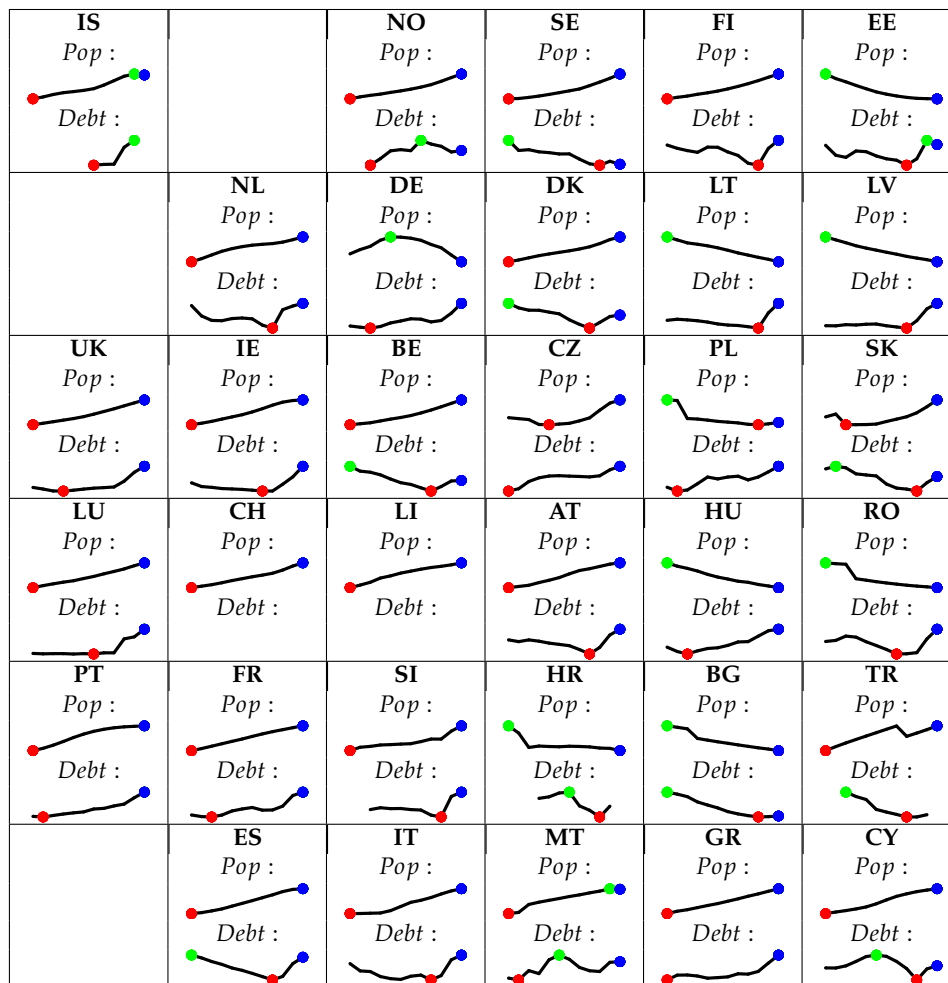 IS NO SE FI EE
Pop : Pop : Pop : Pop : Pop :
Debt : Debt : Debt : Debt : Debt :
NL DE DK LT LV
Pop : Pop : Pop : Pop : Pop :
Debt : Debt : Debt : Debt : Debt :
UK IE BE CZ PL SK
Pop : Pop : Pop : Pop : Pop : Pop :
Debt : Debt : Debt : Debt : Debt : Debt :
LU CH LI AT HU RO
Pop : Pop : Pop : Pop : Pop : Pop :
Debt : Debt : Debt : Debt : Debt : Debt :
PT FR SI HR BG TR
Pop : Pop : Pop : Pop : Pop : Pop :
Debt : Debt : Debt : Debt : Debt : Debt :
ES IT MT GR CY
Pop : Pop : Pop : Pop : Pop :
Debt : Debt : Debt : Debt : Debt :